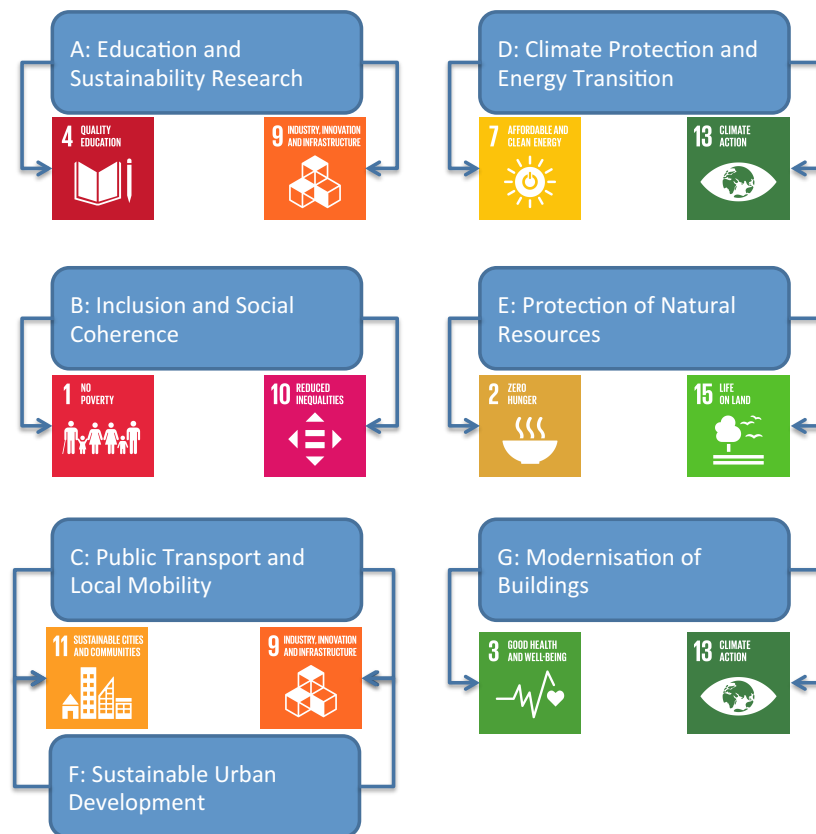 A: Education and
Sustainability Research
4 QUALITY
EDUCATION
9 INDUSTRY, INNOVATION
AND INFRASTRUCTURE
D: Climate Protection and
Energy Transition
7 AFFORDABLE AND
CLEAN ENERGY
13 CLIMATE
ACTION
B: Inclusion and Social
Coherence
1 NO
POVERTY
10 REDUCED
INEQUALITIES
E: Protection of Natural
Resources
2 ZERO
HUNGER
15 LIFE
ON LAND
C: Public Transport and
Local Mobility
11 SUSTAINABLE CITIES
AND COMMUNITIES
9 INDUSTRY, INNOVATION
AND INFRASTRUCTURE
F: Sustainable Urban
Development
G: Modernisation of
Buildings
3 GOOD HEALTH
AND WELL-BEING
13 CLIMATE
ACTION